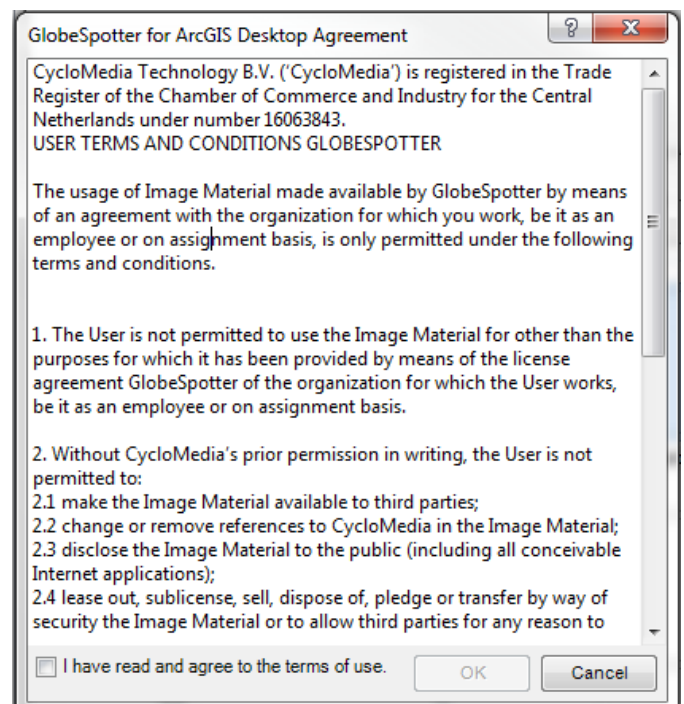 GlobeSpotter for ArcGIS Desktop Agreement
CycloMedia Technology B.V. ('CycloMedia') is registered in the Trade
Register of the Chamber of Commerce and Industry for the Central
Netherlands under number 16063843.
USER TERMS AND CONDITIONS GLOBESPOTTER
The usage of Image Material made available by GlobeSpotter by means
of an agreement with the organization for which you work, be it as an
employee or on assignment basis, is only permitted under the following
terms and conditions.
1. The User is not permitted to use the Image Material for other than the
purposes for which it has been provided by means of the license
agreement GlobeSpotter of the organization for which the User works,
be it as an employee or on assignment basis.
2. Without CycloMedia's prior permission in writing, the User is not
permitted to:
2.1 make the Image Material available to third parties;
2.2 change or remove references to CycloMedia in the Image Material;
2.3 disclose the Image Material to the public (including all conceivable
Internet applications);
2.4 lease out, sublicense, sell, dispose of, pledge or transfer by way of
security the Image Material or to allow third parties for any reason to
I have read and agree to the terms of use.
OK
Cancel